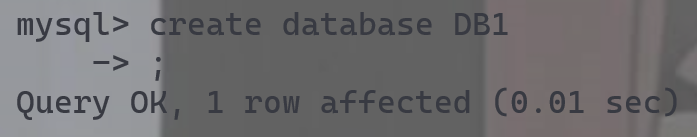 mysql> create database DB1
    -> ;
Query OK, 1 row affected (0.01 sec)